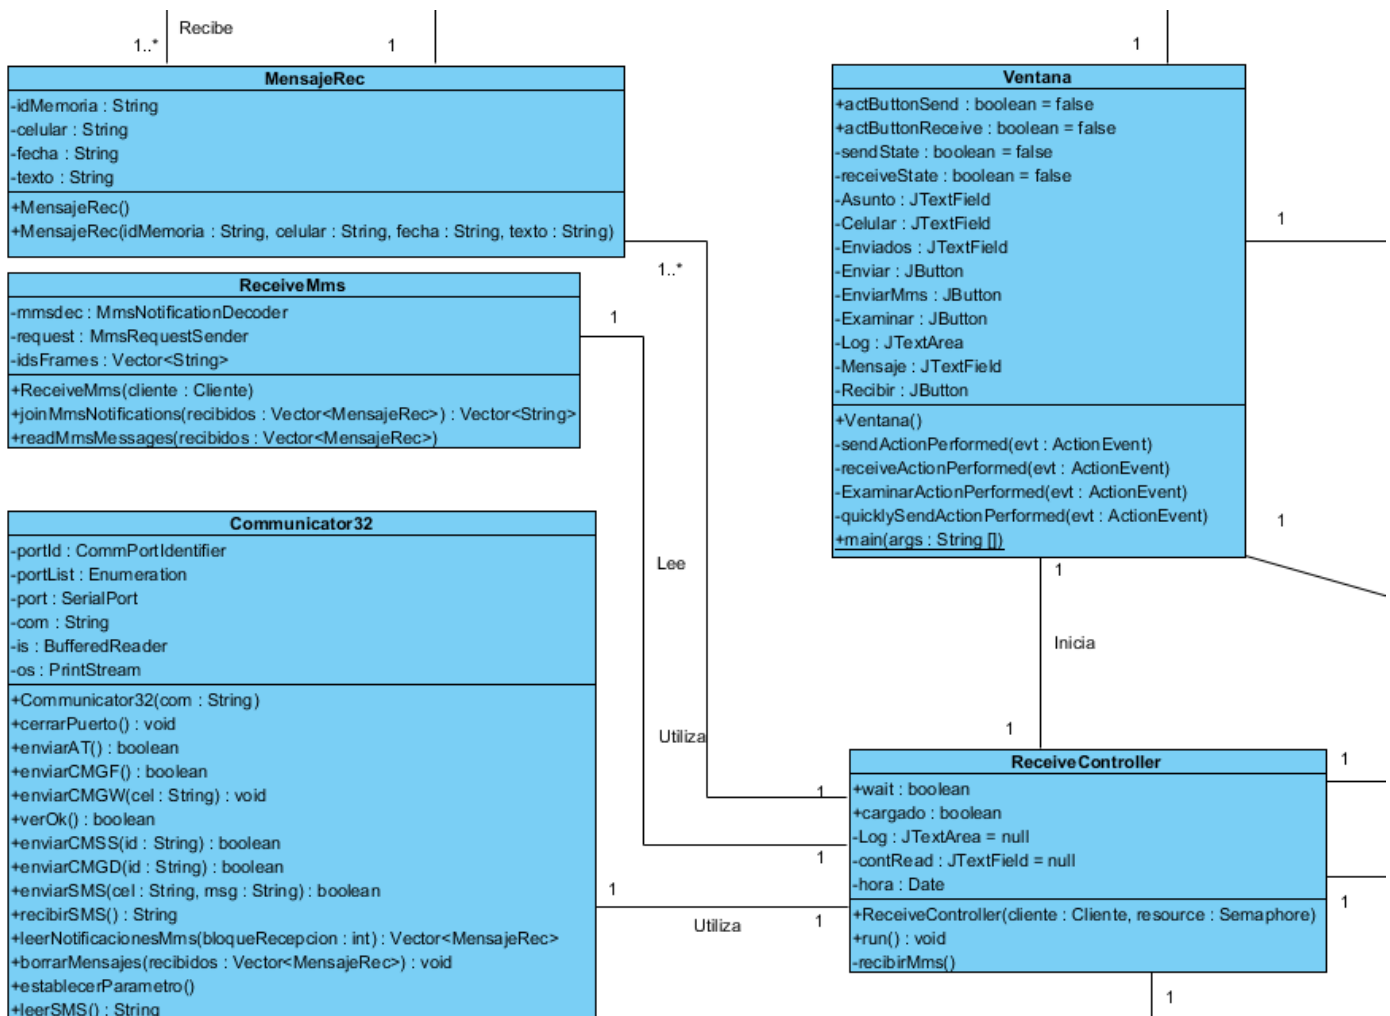 Recibe
1..*
1
MensajeRec
-idMemoria : String
-celular : String
-fecha : String
-texto : String
+MensajeRec()
+MensajeRec(idMemoria : String, celular : String, fecha : String, texto : String)
1..*
ReceiveMms
-mmsdec : MmsNotificationDecoder
-request : MmsRequestSender
-idsFrames : Vector<String>
+ReceiveMms(cliente : Cliente)
+joinMmsNotifications(recibidos : Vector<MensajeRec>) : Vector<String>
+readMmsMessages(recibidos : Vector<MensajeRec>)
1
Communicator32
-portId : CommPortIdentifier
-portList : Enumeration
-port : SerialPort
-com : String
-is : BufferedReader
-os : PrintStream
+Communicator32(com : String)
+cerrarPuerto() : void
+enviarAT() : boolean
+enviarCMGF() : boolean
+enviarCMGW(cel : String) : void
+verOk() : boolean
+enviarCMSS(id : String) : boolean
+enviarCMGD(id : String) : boolean
+enviarSMS(cel : String, msg : String) : boolean
+recibirSMS() : String
+leerNotificacionesMms(bloqueRecepcion : int) : Vector<MensajeRec>
+borrarMensajes(recibidos : Vector<MensajeRec>) : void
+establecerParametro()
+leerSMS() : String
Lee
Utiliza
1
1
1
Utiliza
1
1
Ventana
+actButtonSend : boolean = false
+actButtonReceive : boolean = false
-sendState : boolean = false
-receiveState : boolean = false
-Asunto : JTextField
-Celular : JTextField
-Enviados : JTextField
-Enviar : JButton
-EnviarMms : JButton
-Examinar : JButton
-Log : JTextArea
-Mensaje : JTextField
-Recibir : JButton
+Ventana()
-sendActionPerformed(evt : ActionEvent)
-receiveActionPerformed(evt : ActionEvent)
-ExaminarActionPerformed(evt : ActionEvent)
-quicklySendActionPerformed(evt : ActionEvent)
+main(args : String [])
1
1
1
Inicia
1
ReceiveController
+wait : boolean
+cargado : boolean
-Log : JTextArea = null
-contRead : JTextField = null
-hora : Date
+ReceiveController(cliente : Cliente, resource : Semaphore)
+run() : void
-recibirMms()
1
1
1